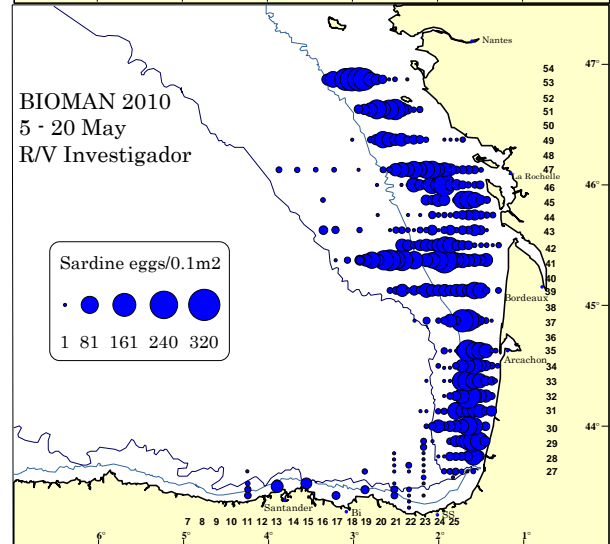 Nantes
47°
54
53
BIOMAN 2010
5 - 20 May
R/V Investigador
52
51
50
49
48
47
La Rochelle
46°
46
45
44
43
42
41
40
39
Sardine eggs/0.1m2
1 81 161 240 320
Bordeaux
45°
38
37
36
35
Arcachon
34
33
32
31
30
44°
29
28
27
Santander
Bi
SS
7 8 9 10 11 12 13 14 15 16 17 18 19 20 21 22 23 24 25
6° 5° 4° 3° 2° 1°